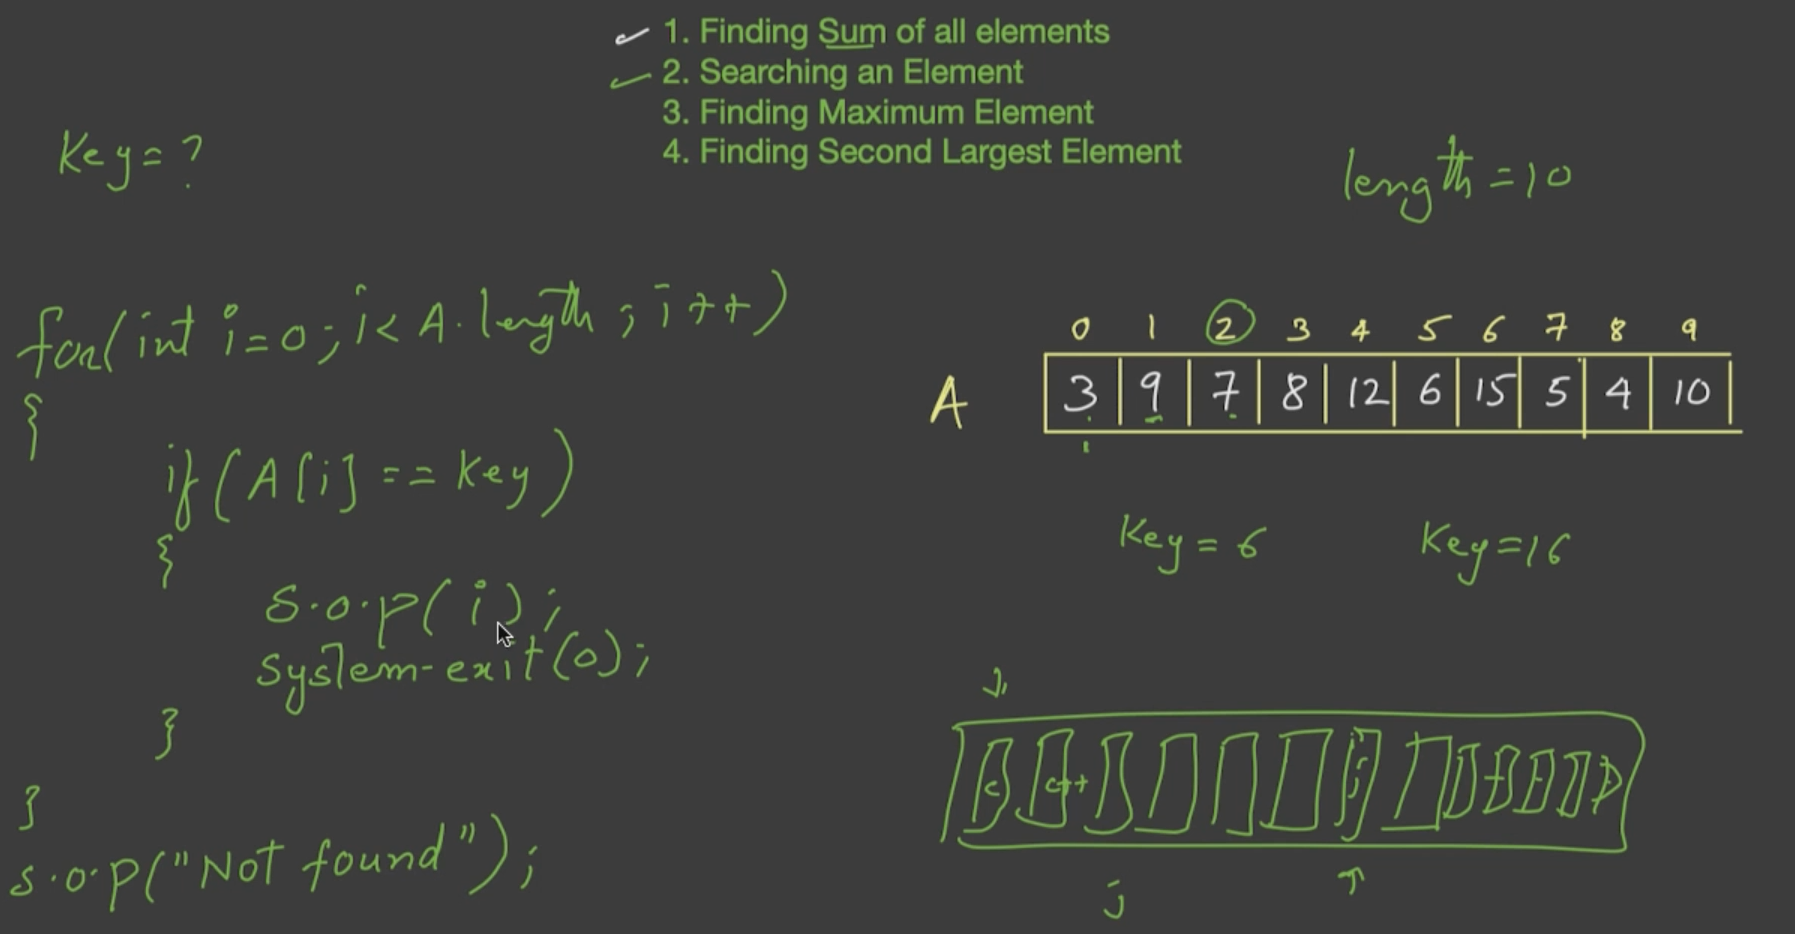 1. Finding Sum of all elements
2. Searching an Element
3. Finding Maximum Element
4. Finding Second Largest Element
Key=?
length=10
for(int i=0;i<A.length;i++)
{
if(A[i]==Key)
{
S.o.p(i);
System-exit(0);
}
}
S.o.p("Not found");
0 1 2 3 4 5 6 7 8 9
A 3 9 7 8 12 6 15 5 4 10
Key=6 Key=16
C C++
j